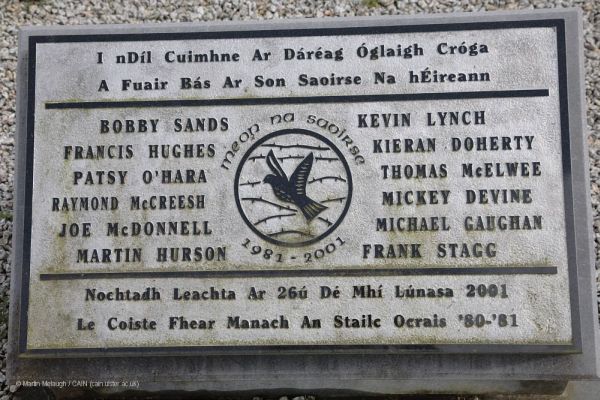 I nDíl Cuimhne Ar Dáréag Óglaigh Cróga
A Fuair Bás Ar Son Saoirse Na hÉireann
BOBBY SANDS
FRANCIS HUGHES
PATSY O'HARA
RAYMOND McCREESH
JOE McDONNELL
MARTIN HURSON
meon na saoirse
1981 - 2001
KEVIN LYNCH
KIERAN DOHERTY
THOMAS McELWEE
MICKEY DEVINE
MICHAEL GAUGHAN
FRANK STAGG
Nochtadh Leachta Ar 26ú Dé Mhí Lúnasa 2001
Le Coiste Fhear Manach An Stailc Ocrais '80-'81
© Martin Melaugh / CAIN (cain.ulster.ac.uk)